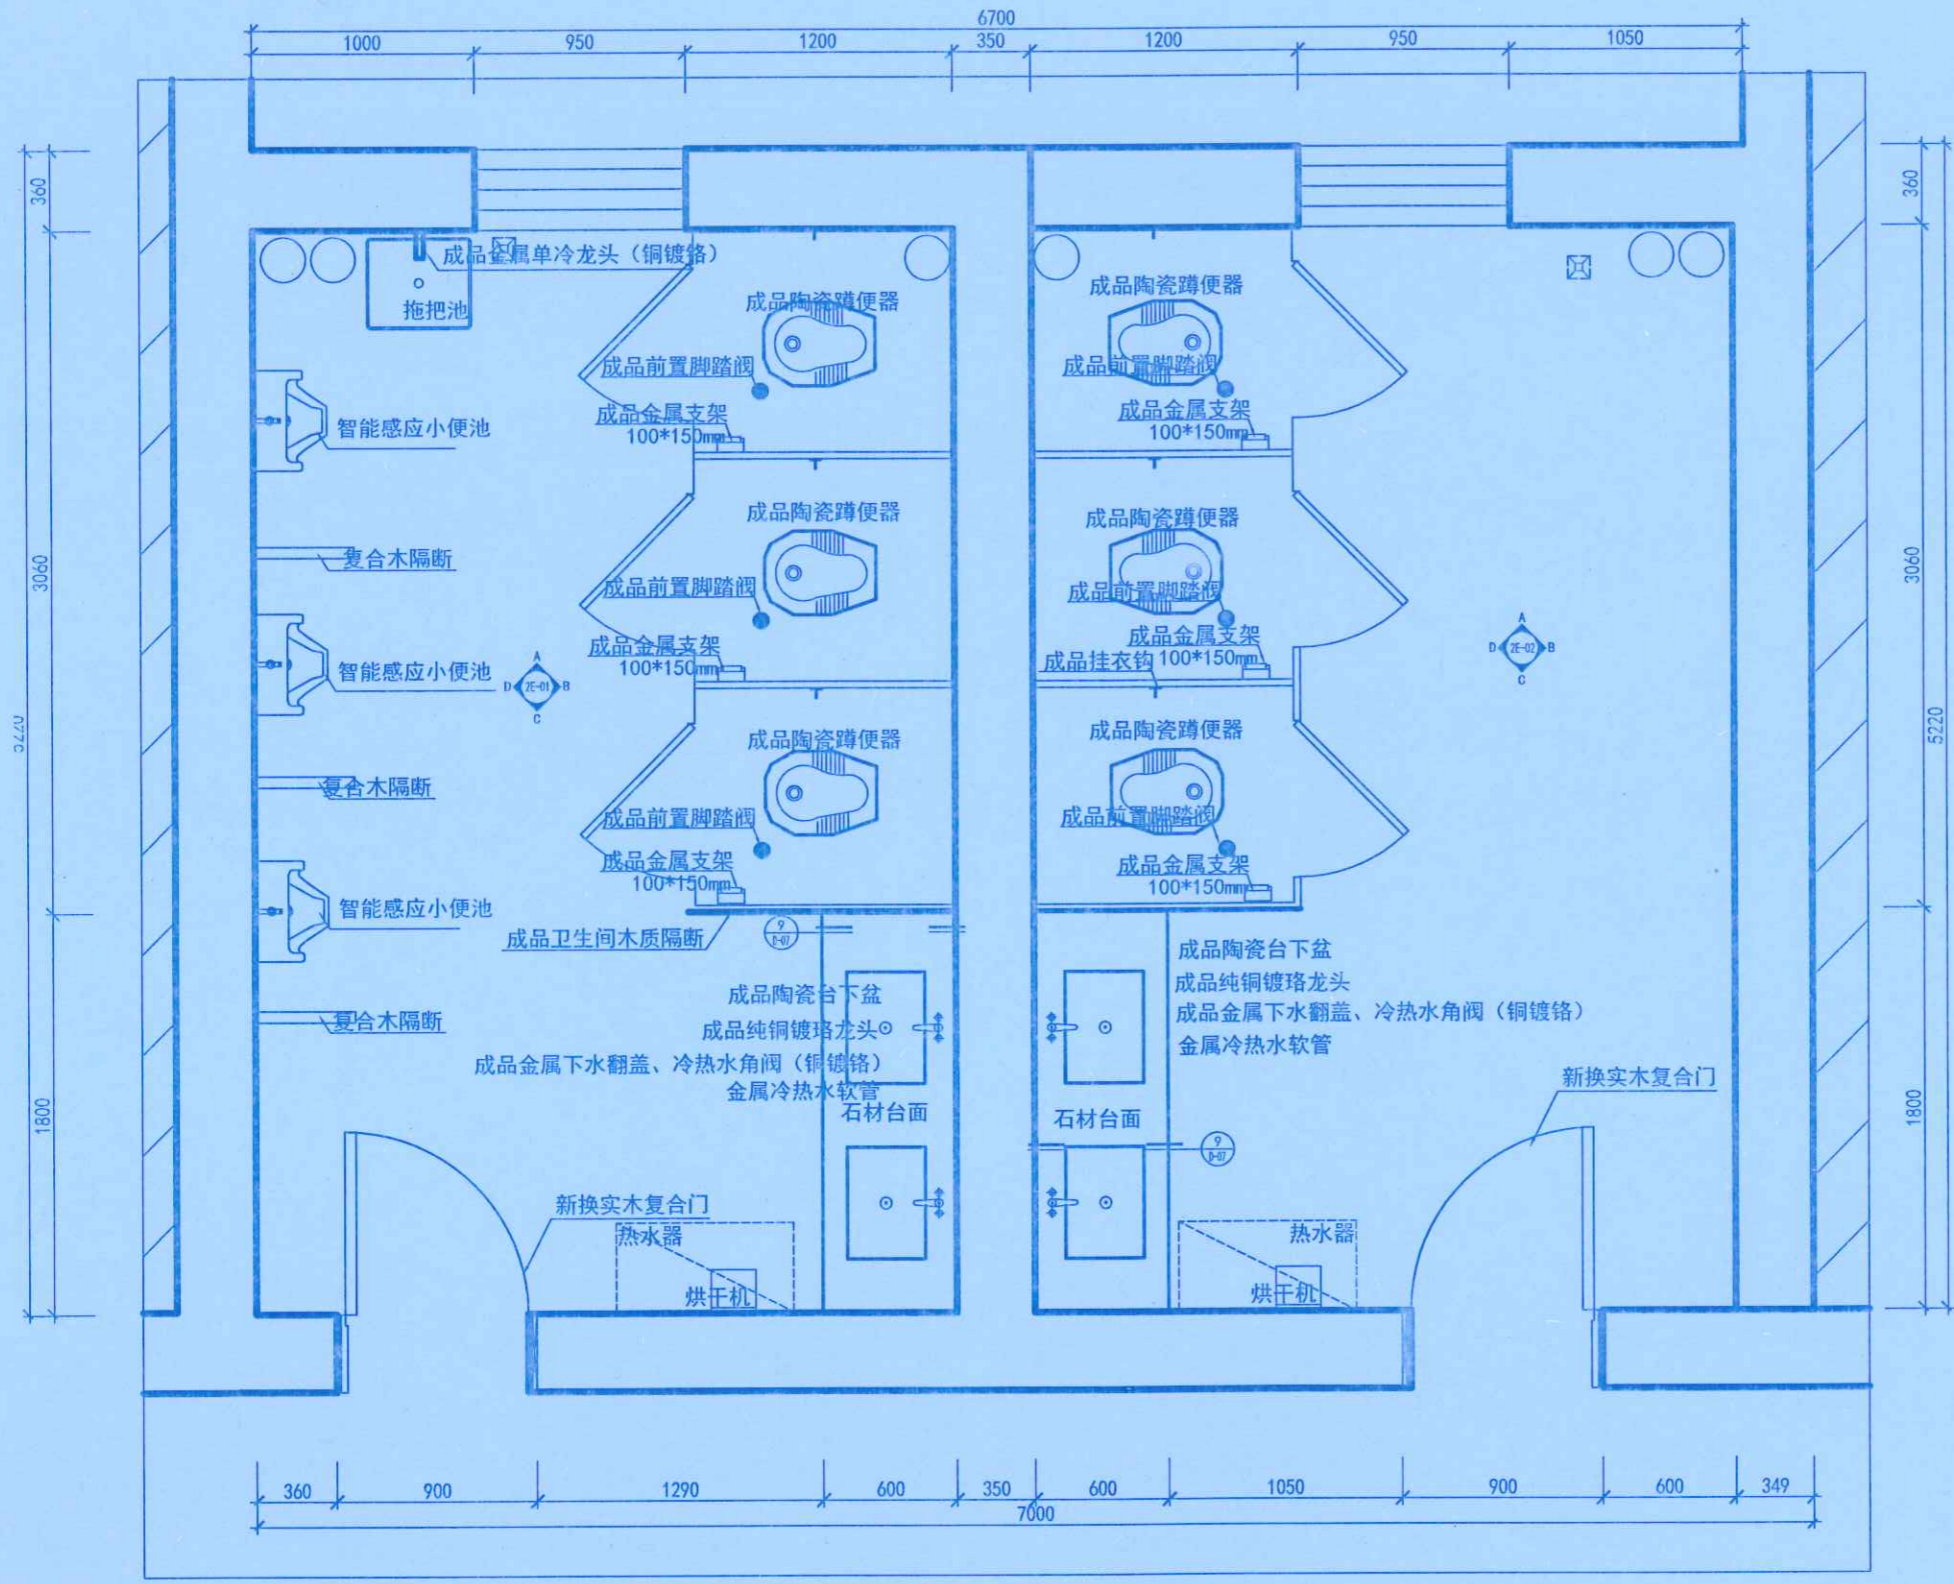 6700
1000
950
1200
350
1200
950
1050
360
3060
1800
5220
360
3060
1800
5220
成品金属单冷龙头（铜镀铬）
拖把池
智能感应小便池
复合木隔断
智能感应小便池
复合木隔断
智能感应小便池
复合木隔断
A
D 2E-01 B
C
成品陶瓷蹲便器
成品前置脚踏阀
成品金属支架
100*150mm
成品陶瓷蹲便器
成品前置脚踏阀
成品金属支架
100*150mm
成品陶瓷蹲便器
成品前置脚踏阀
成品金属支架
100*150mm
成品卫生间木质隔断
9
D-07
成品陶瓷台下盆
成品纯铜镀珞龙头
成品金属下水翻盖、冷热水角阀（铜镀铬）
金属冷热水软管
石材台面
新换实木复合门
热水器
烘干机
成品陶瓷蹲便器
成品前置脚踏阀
成品金属支架
100*150mm
成品陶瓷蹲便器
成品前置脚踏阀
成品金属支架
成品挂衣钩 100*150mm
成品陶瓷蹲便器
成品前置脚踏阀
成品金属支架
100*150mm
A
D 2E-02 B
C
成品陶瓷台下盆
成品纯铜镀珞龙头
成品金属下水翻盖、冷热水角阀（铜镀铬）
金属冷热水软管
石材台面
9
D-07
新换实木复合门
热水器
烘干机
360
900
1290
600
350
600
1050
900
600
349
7000